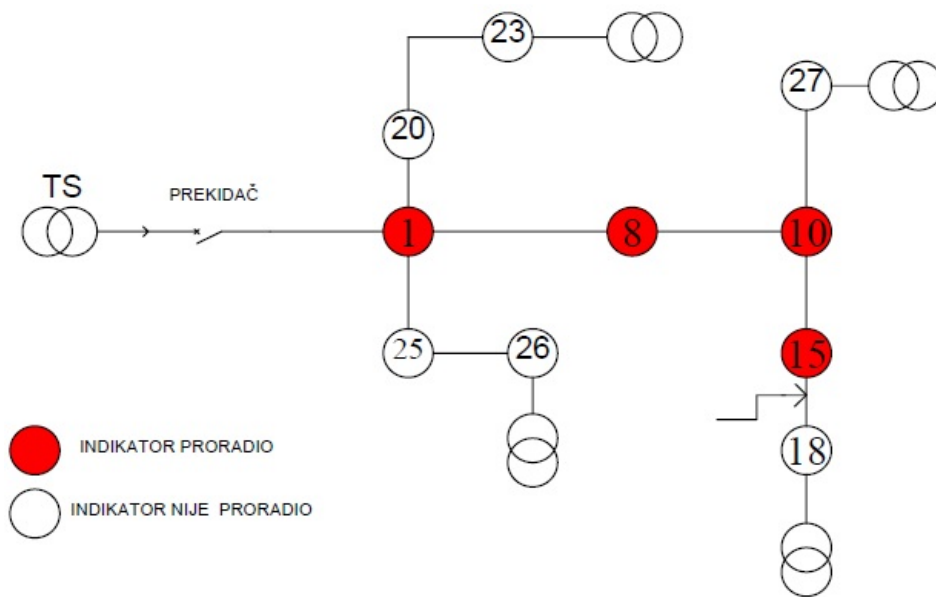 23
27
20
TS
PREKIDAČ
1
8
10
25
26
15
INDIKATOR PRORADIO
18
INDIKATOR NIJE PRORADIO